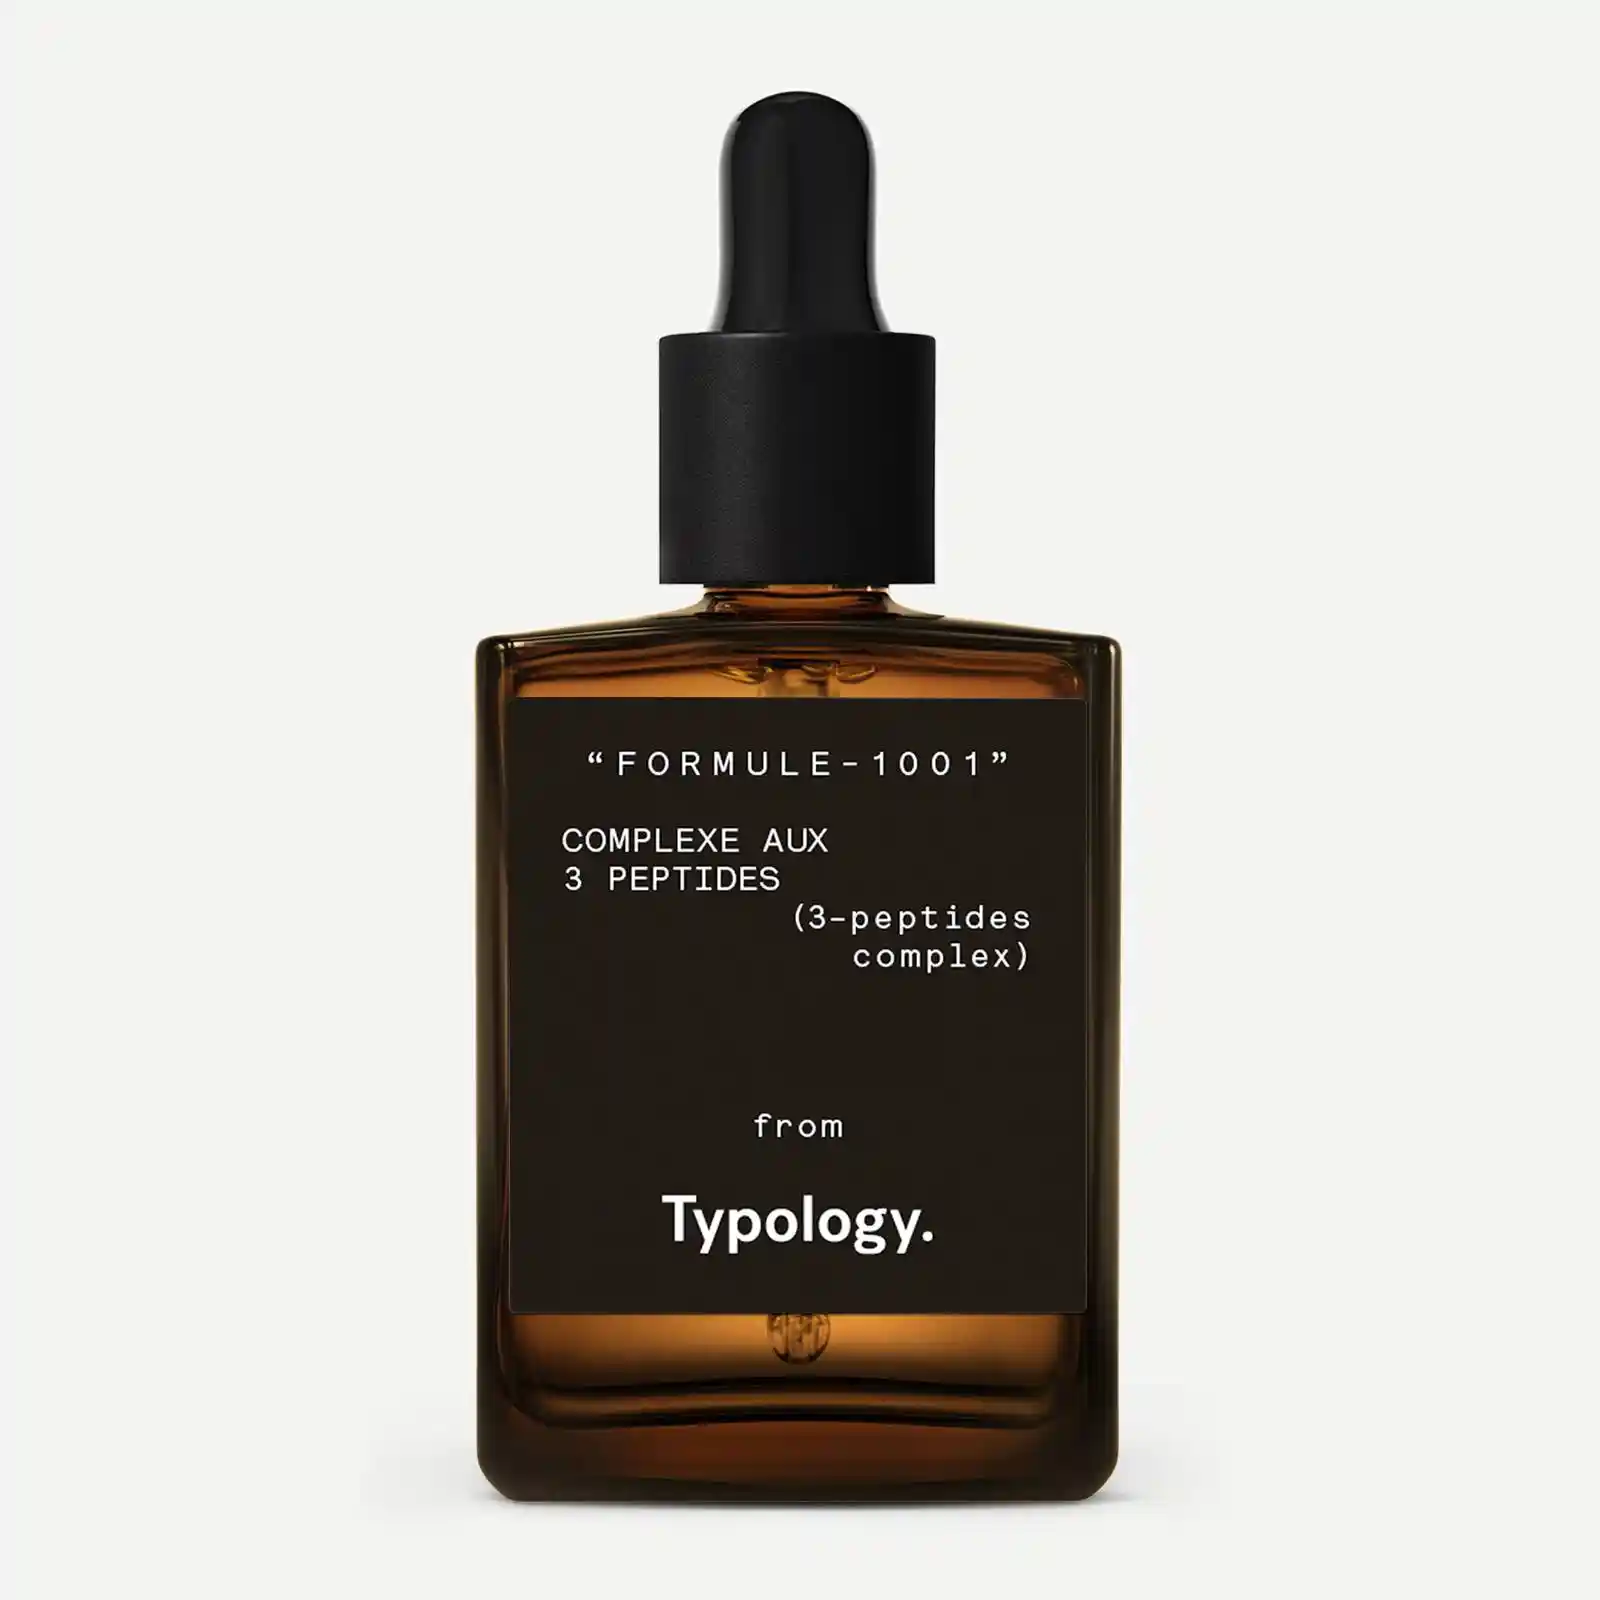 “FORMULE-1001”
COMPLEXE AUX
3 PEPTIDES
(3-peptides
complex)
from
Typology.